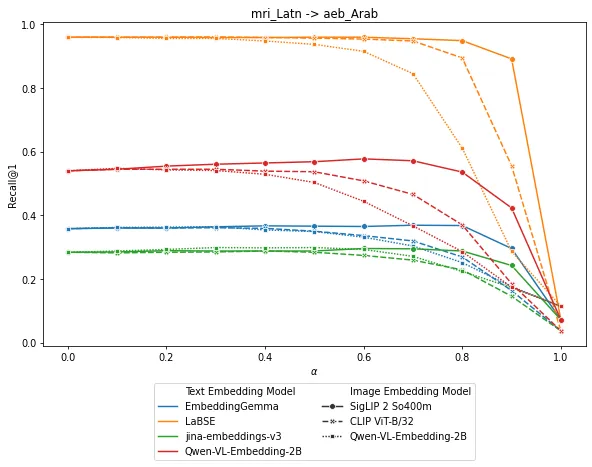 mri_Latn -> aeb_Arab
Recall@1
1.0
0.8
0.6
0.4
0.2
0.0
0.0 0.2 0.4 0.6 0.8 1.0
α
Text Embedding Model
EmbeddingGemma
LaBSE
jina-embeddings-v3
Qwen-VL-Embedding-2B
Image Embedding Model
SigLIP 2 So400m
CLIP ViT-B/32
Qwen-VL-Embedding-2B